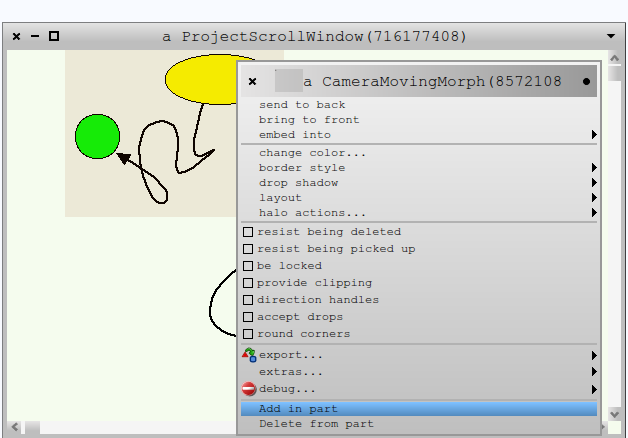 a ProjectScrollWindow(716177408)
a CameraMovingMorph(8572108
send to back
bring to front
embed into
change color...
border style
drop shadow
layout
halo actions...
resist being deleted
resist being picked up
be locked
provide clipping
direction handles
accept drops
round corners
export...
extras...
debug...
Add in part
Delete from part